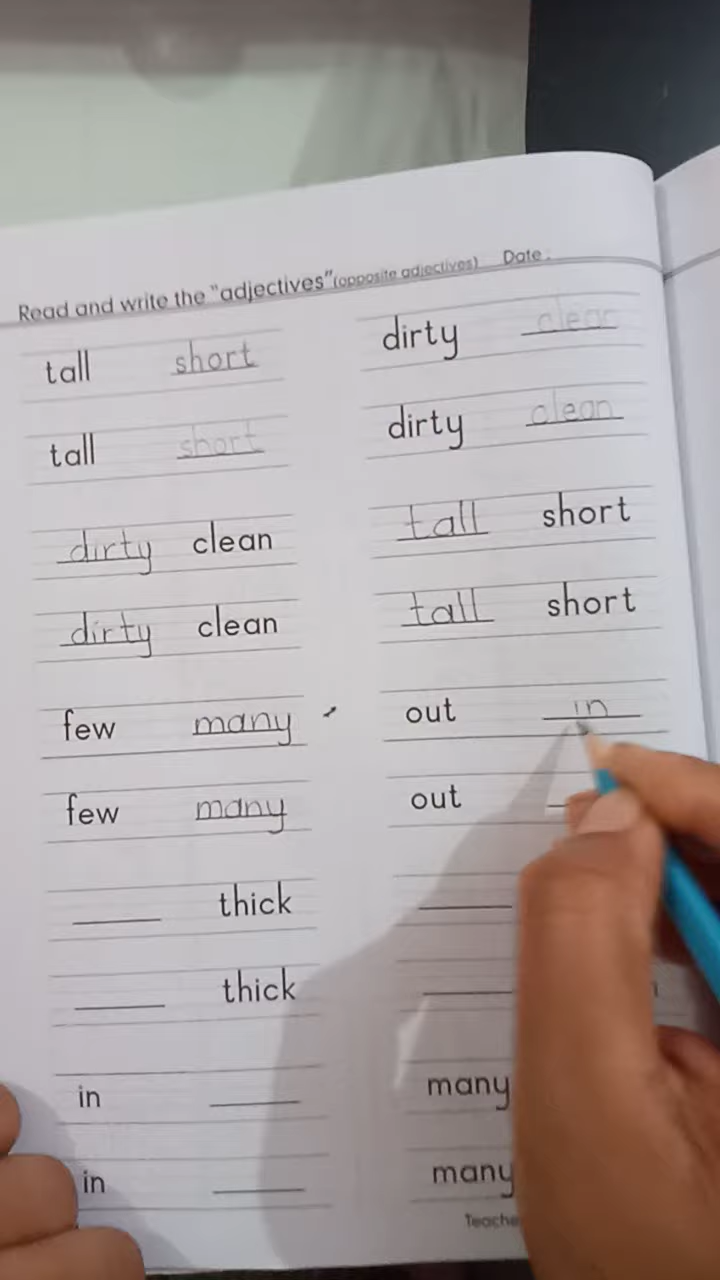 Read and write the "adjectives"(opposite adjectives) Date :
tall short
tall short
dirty clean
dirty clean
few many
few many
thick
thick
in
in
dirty clean
dirty clean
tall short
tall short
out in
out
many
many